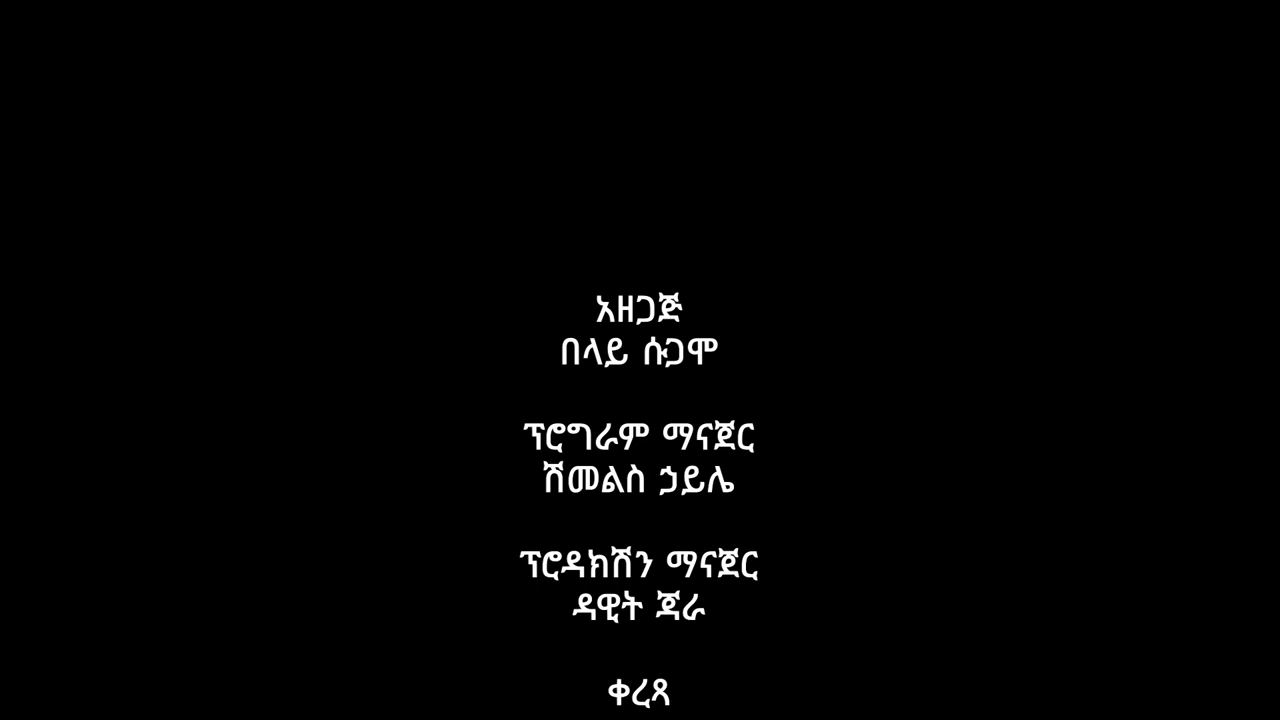 አዘጋጅ
በላይ ሱጋሞ
ፕሮግራም ማናጀር
ሽመልስ ኃይሌ
ፕሮዳክሽን ማናጀር
ዳዊት ጃራ
ቀረጻ